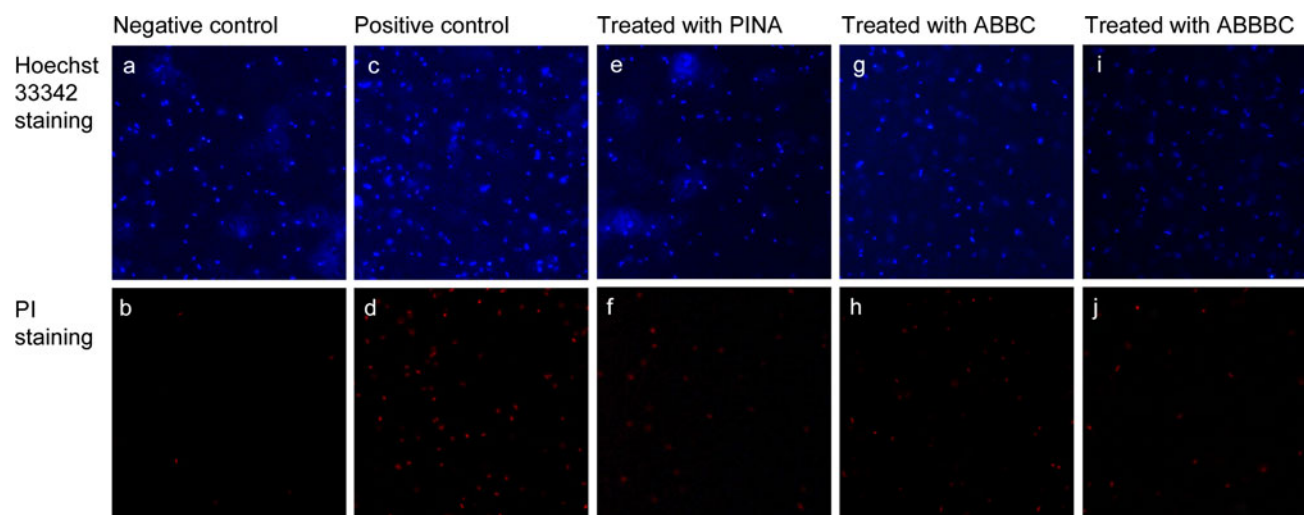 Negative control
Positive control
Treated with PINA
Treated with ABBC
Treated with ABBBC
Hoechst
33342
staining
a
c
e
g
i
PI
staining
b
d
f
h
j